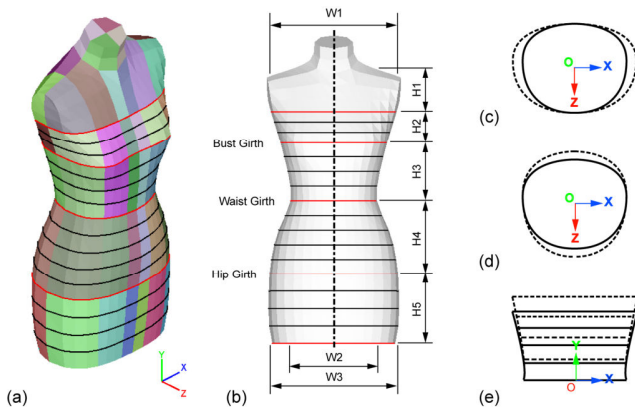 (a)
Y
X
Z
(b)
W1
H1
H2
Bust Girth
H3
Waist Girth
H4
Hip Girth
H5
W2
W3
(c)
O
X
Z
(d)
O
X
Z
(e)
Y
O
X